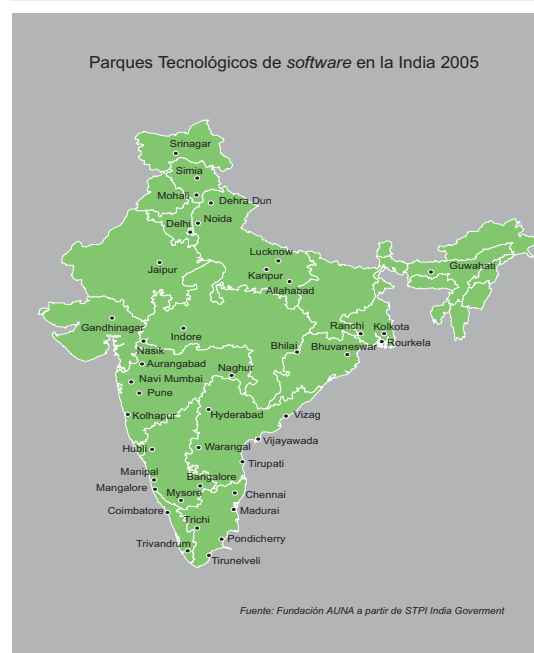 Parques Tecnológicos de software en la India 2005
Srinagar
Simia
Mohali
Dehra Dun
Delhi
Noida
Lucknow
Jaipur
Kanpur
Guwahati
Allahabad
Gandhinagar
Indore
Ranchi
Kolkota
Nasik
Bhilai
Bhuvaneswar
Rourkela
Aurangabad
Naghur
Navi Mumbai
Pune
Kolhapur
Hyderabad
Vizag
Hubli
Warangal
Vijayawada
Tirupati
Manipal
Bangalore
Mangalore
Mysore
Chennai
Coimbatore
Madurai
Trichi
Trivandrum
Pondicherry
Tirunelveli
Fuente: Fundación AUNA a partir de STPI India Goverment